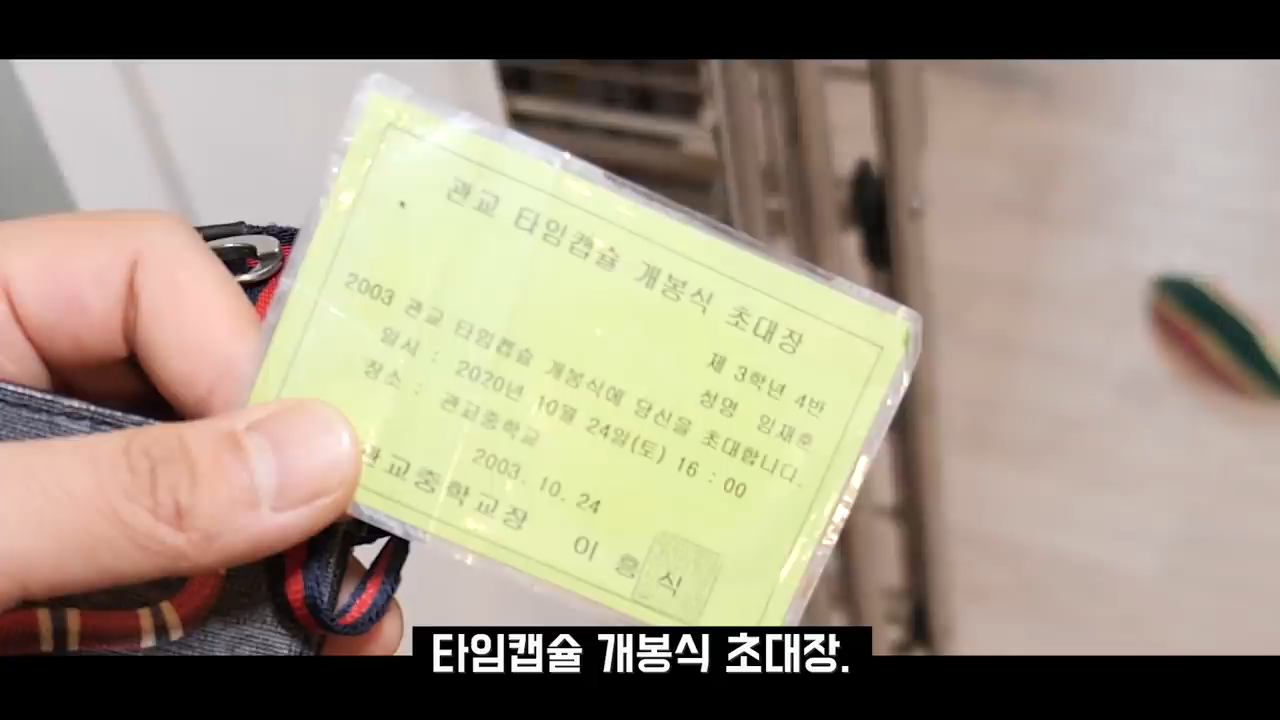 관교 타임캡슐 개봉식 초대장
제 3학년 4반
성명 임재훈
2003 관교 타임캡슐 개봉식에 당신을 초대합니다.
일시 : 2020년 10월 24일(토) 16 : 00
장소 : 관교중학교
2003. 10. 24
관교중학교장 이 홍 식
타임캡슐 개봉식 초대장.